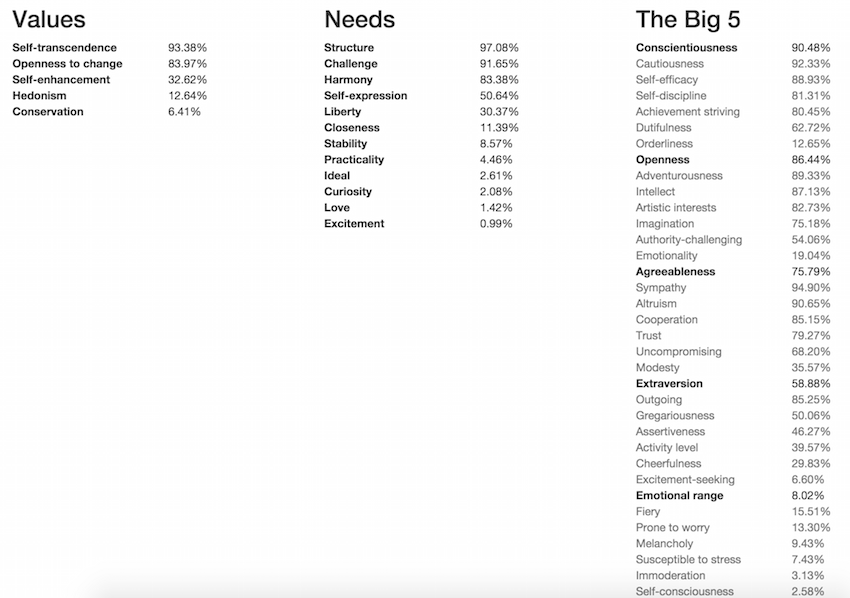 Values
Self-transcendence 93.38%
Openness to change 83.97%
Self-enhancement 32.62%
Hedonism 12.64%
Conservation 6.41%
Needs
Structure 97.08%
Challenge 91.65%
Harmony 83.38%
Self-expression 50.64%
Liberty 30.37%
Closeness 11.39%
Stability 8.57%
Practicality 4.46%
Ideal 2.61%
Curiosity 2.08%
Love 1.42%
Excitement 0.99%
The Big 5
Conscientiousness 90.48%
Cautiousness 92.33%
Self-efficacy 88.93%
Self-discipline 81.31%
Achievement striving 80.45%
Dutifulness 62.72%
Orderliness 12.65%
Openness 86.44%
Adventurousness 89.33%
Intellect 87.13%
Artistic interests 82.73%
Imagination 75.18%
Authority-challenging 54.06%
Emotionality 19.04%
Agreeableness 75.79%
Sympathy 94.90%
Altruism 90.65%
Cooperation 85.15%
Trust 79.27%
Uncompromising 68.20%
Modesty 35.57%
Extraversion 58.88%
Outgoing 85.25%
Gregariousness 50.06%
Assertiveness 46.27%
Activity level 39.57%
Cheerfulness 29.83%
Excitement-seeking 6.60%
Emotional range 8.02%
Fiery 15.51%
Prone to worry 13.30%
Melancholy 9.43%
Susceptible to stress 7.43%
Immoderation 3.13%
Self-consciousness 2.58%